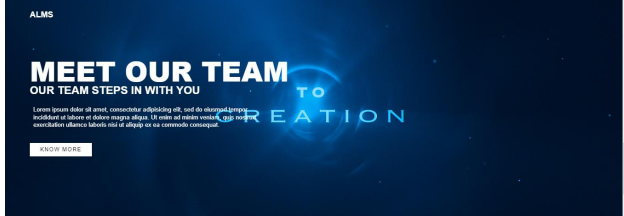 ALMS
MEET OUR TEAM
OUR TEAM STEPS IN WITH YOU
TO
CREATION
Lorem ipsum dolor sit amet, consectetur adipisicing elit, sed do eiusmod tempor
incididunt ut labore et dolore magna aliqua. Ut enim ad minim veniam, quis nostrud
exercitation ullamco laboris nisi ut aliquip ex ea commodo consequat.
KNOW MORE